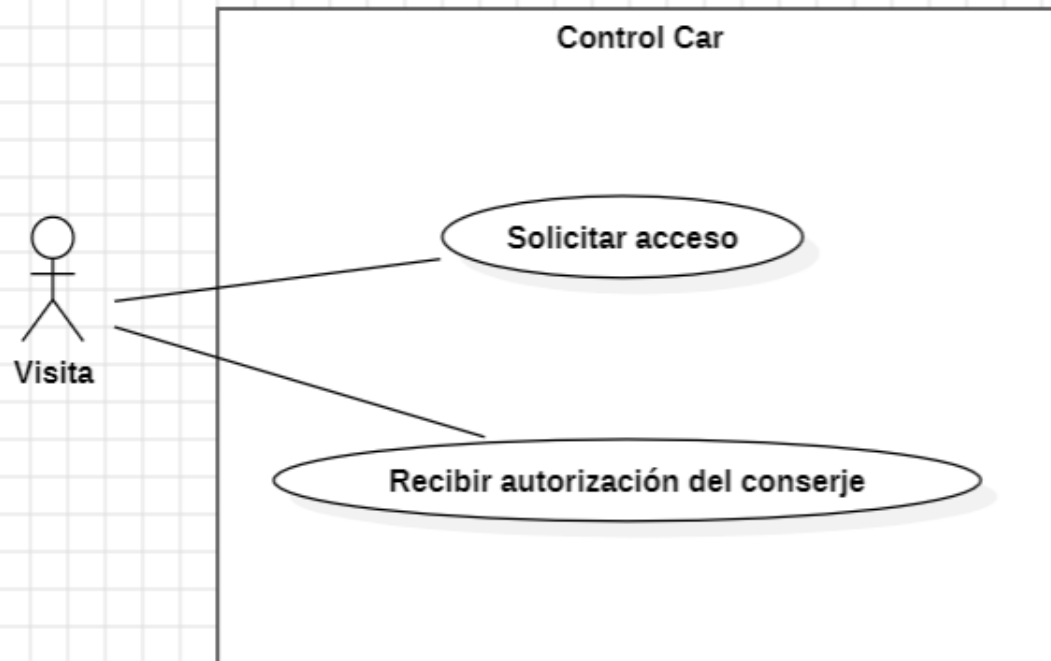 Control Car
Solicitar acceso
Visita
Recibir autorización del conserje